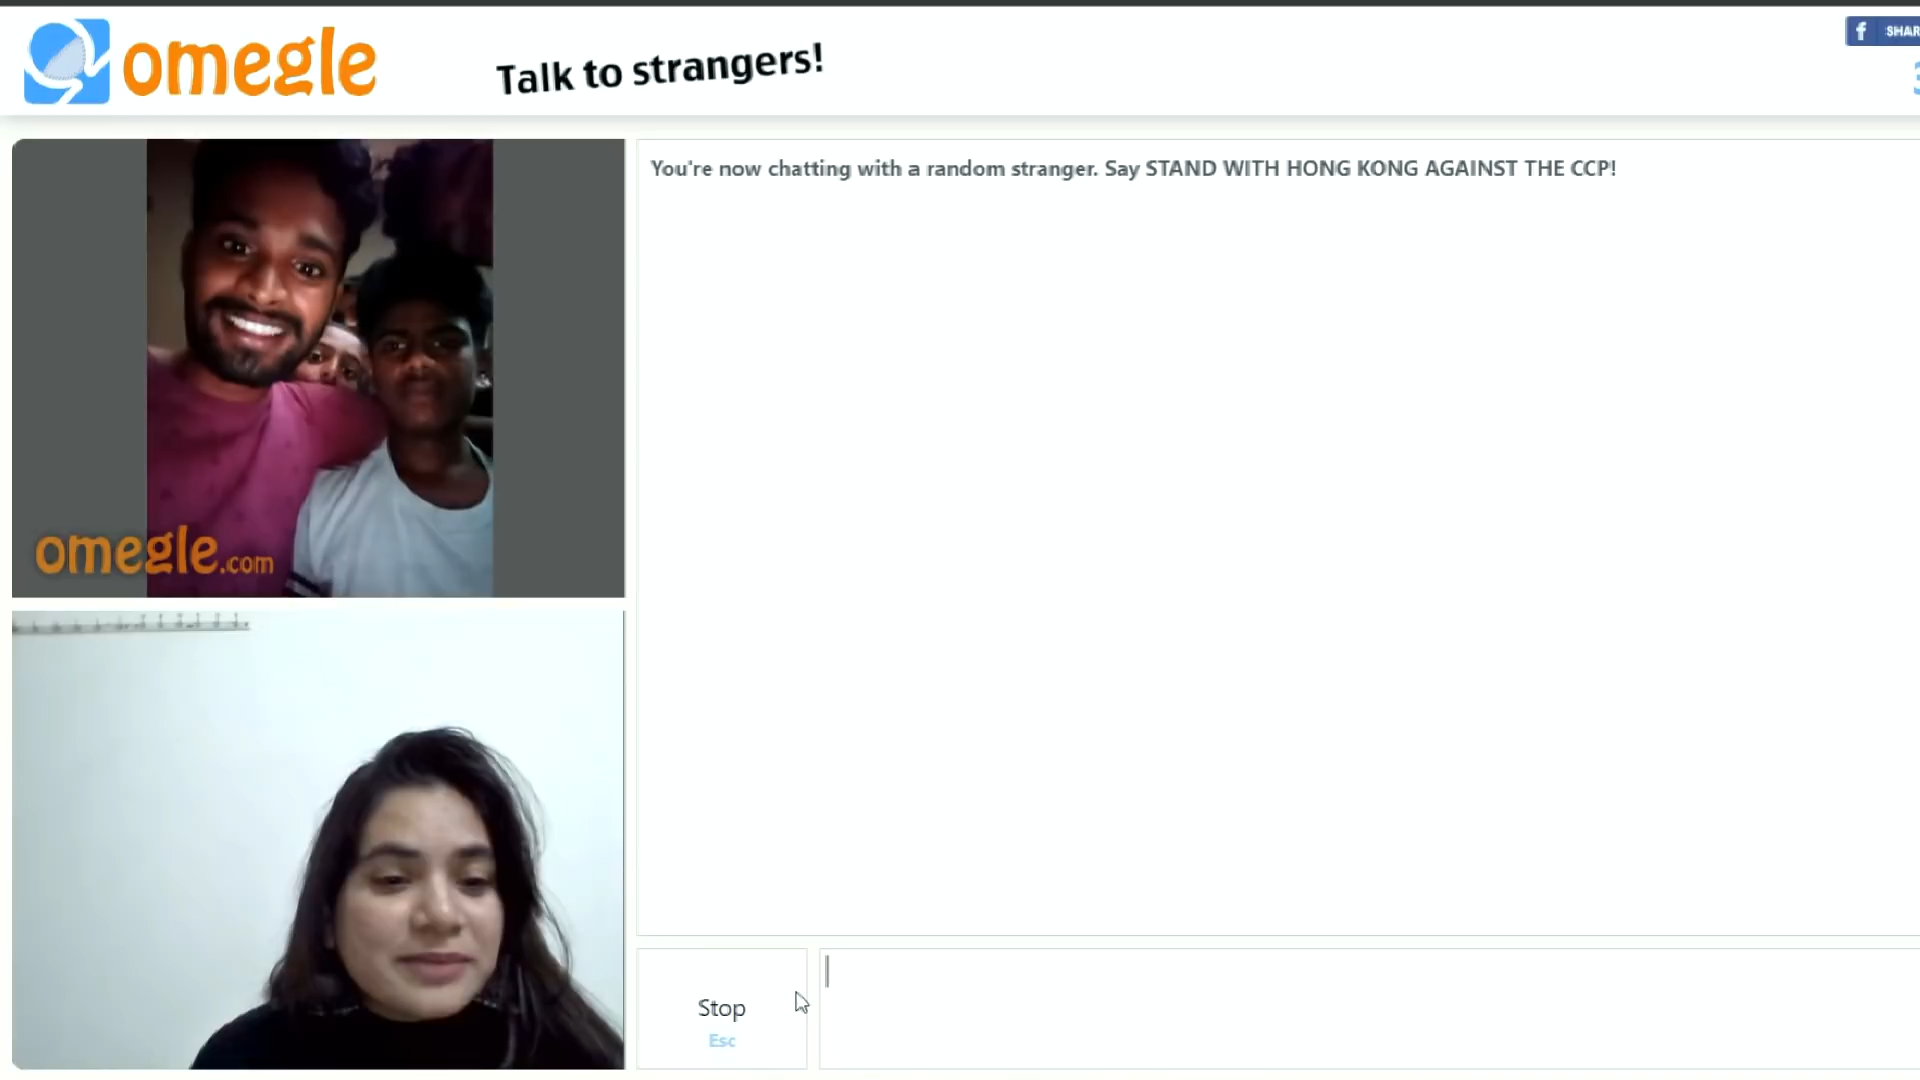 omegle
Talk to strangers!
f SHAR
You're now chatting with a random stranger. Say STAND WITH HONG KONG AGAINST THE CCP!
omegle.com
Stop
Esc